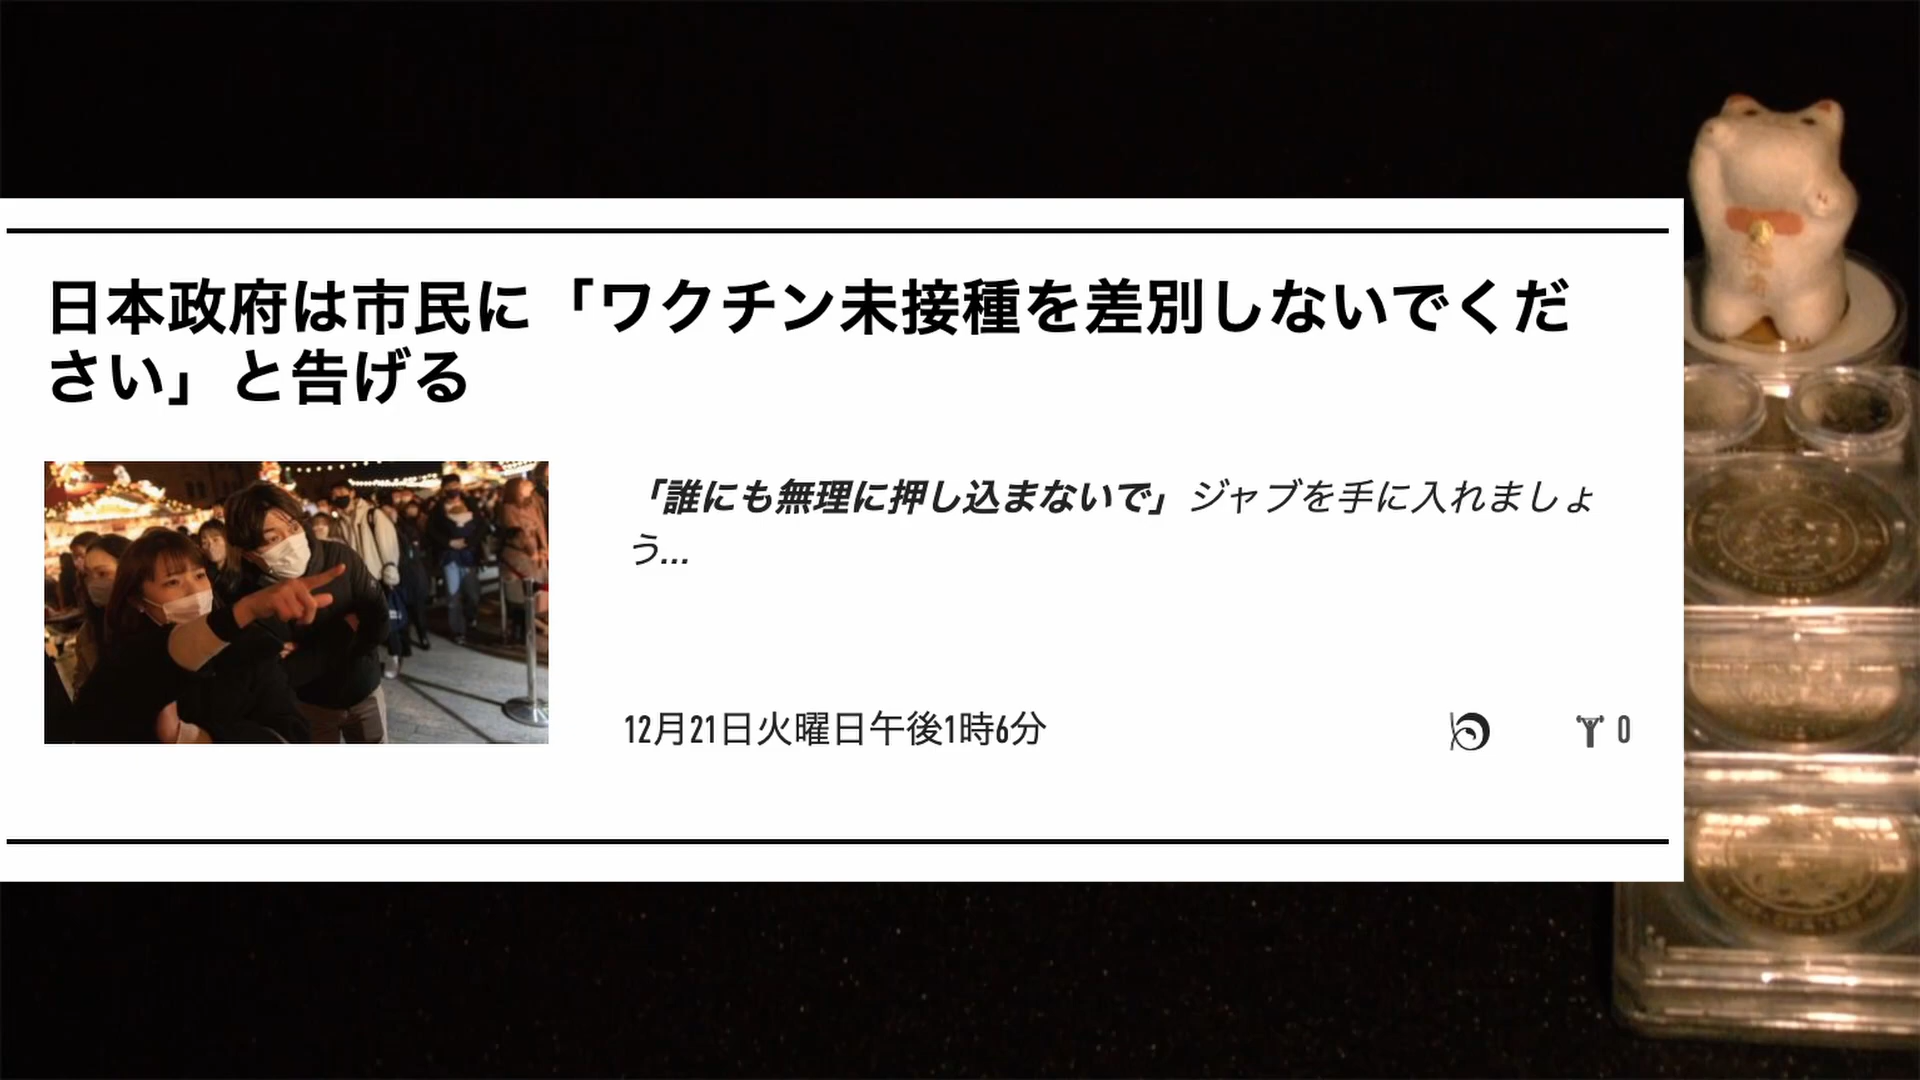 日本政府は市民に「ワクチン未接種を差別しないでくだ
さい」と告げる
「誰にも無理に押し込まないで」ジャブを手に入れましょ
う...
12月21日火曜日午後1時6分
0